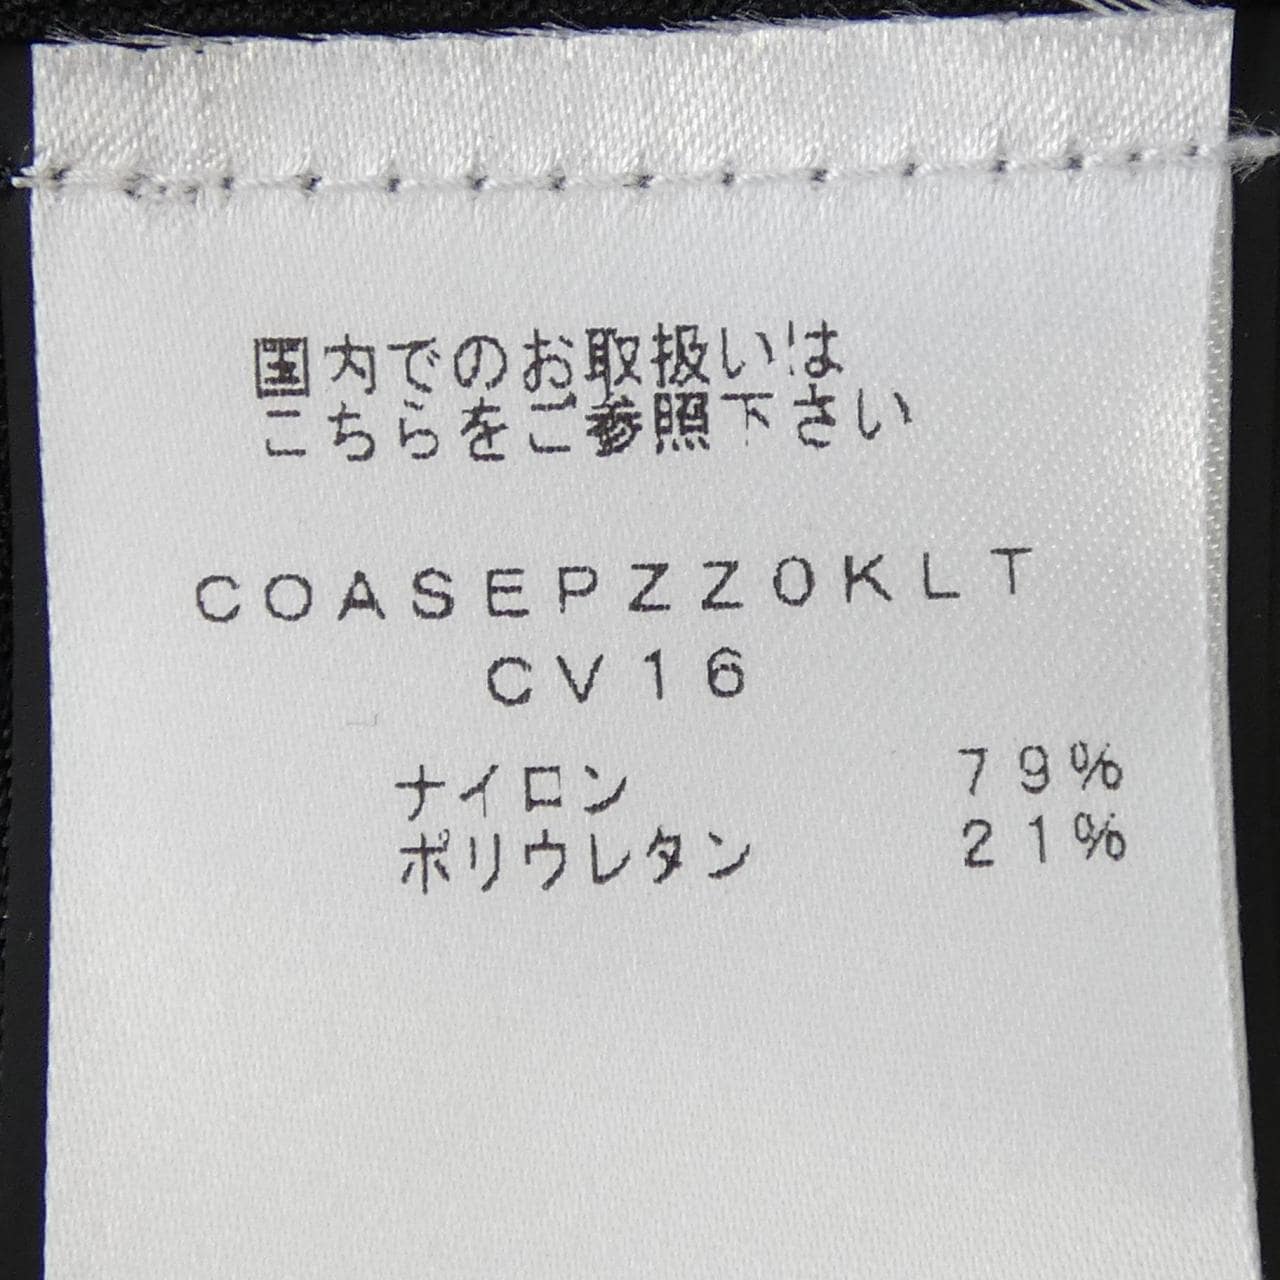 国内でのお取扱いは
こちらをご参照下さい
COASEPZZOKLT
CV16
ナイロン 79%
ポリウレタン 21%